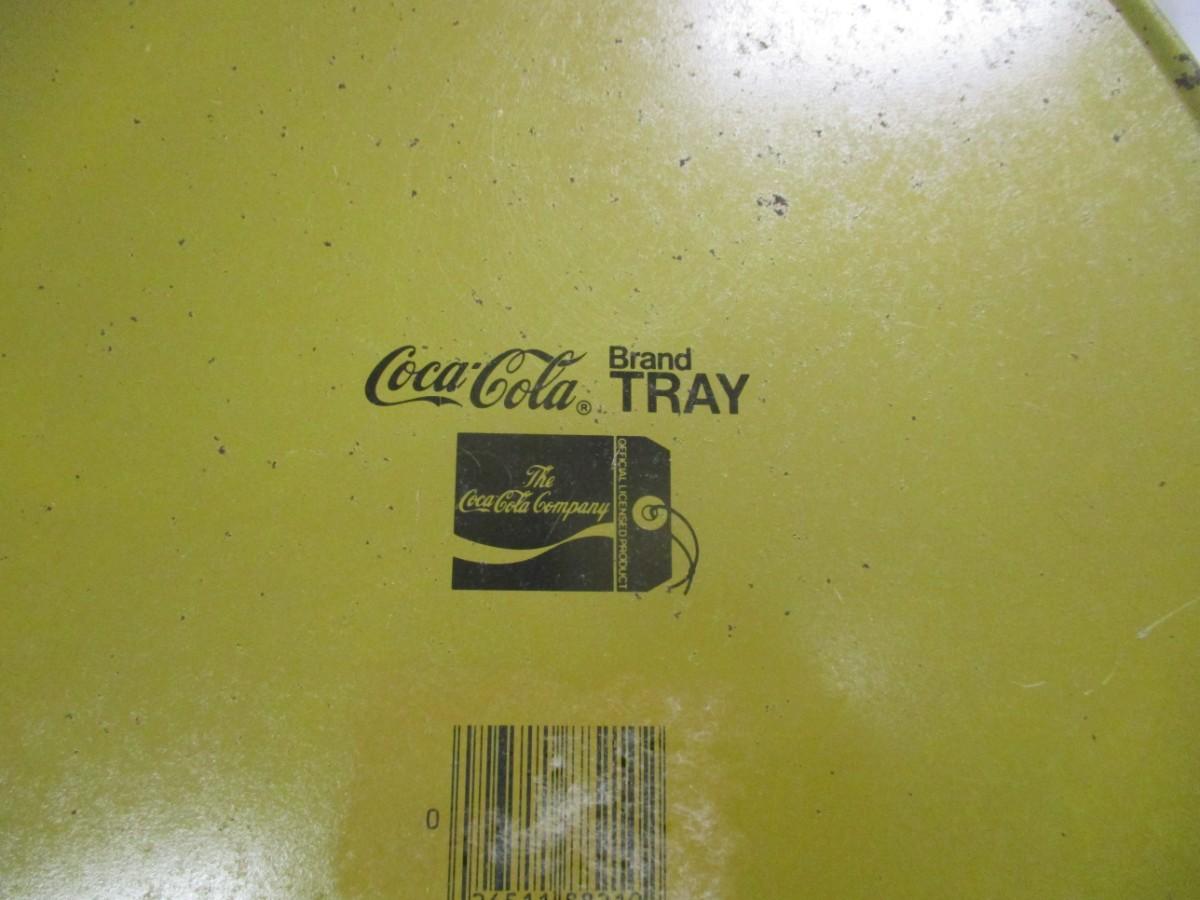 Coca-Cola® Brand
TRAY
The
Coca-Cola Company
OFFICIAL LICENSED PRODUCT
0